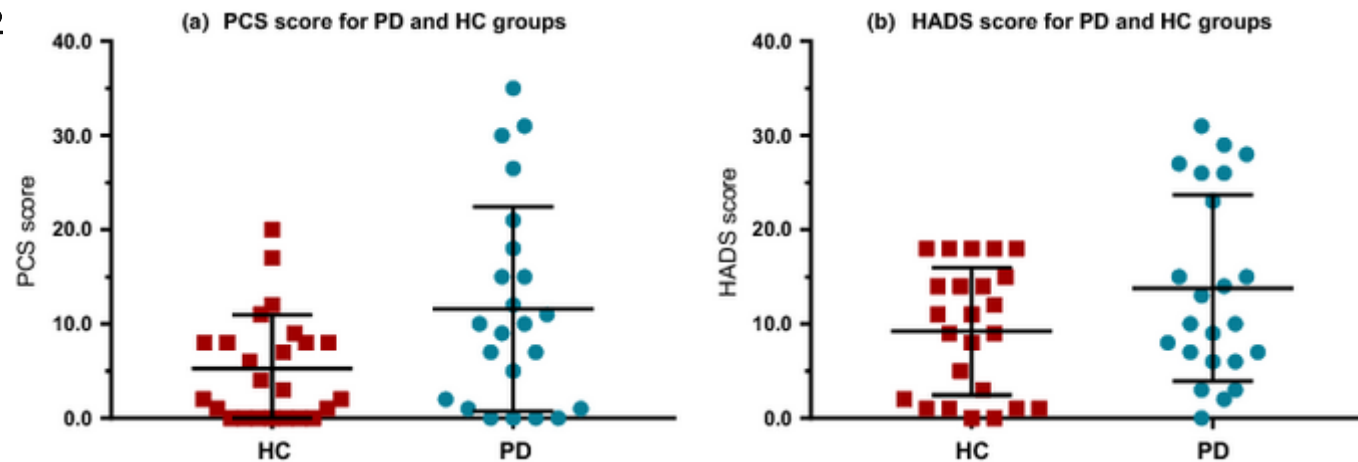 (a) PCS score for PD and HC groups
40.0
30.0
20.0
10.0
0.0
PCS score
HC
PD
(b) HADS score for PD and HC groups
40.0
30.0
20.0
10.0
0.0
HADS score
HC
PD